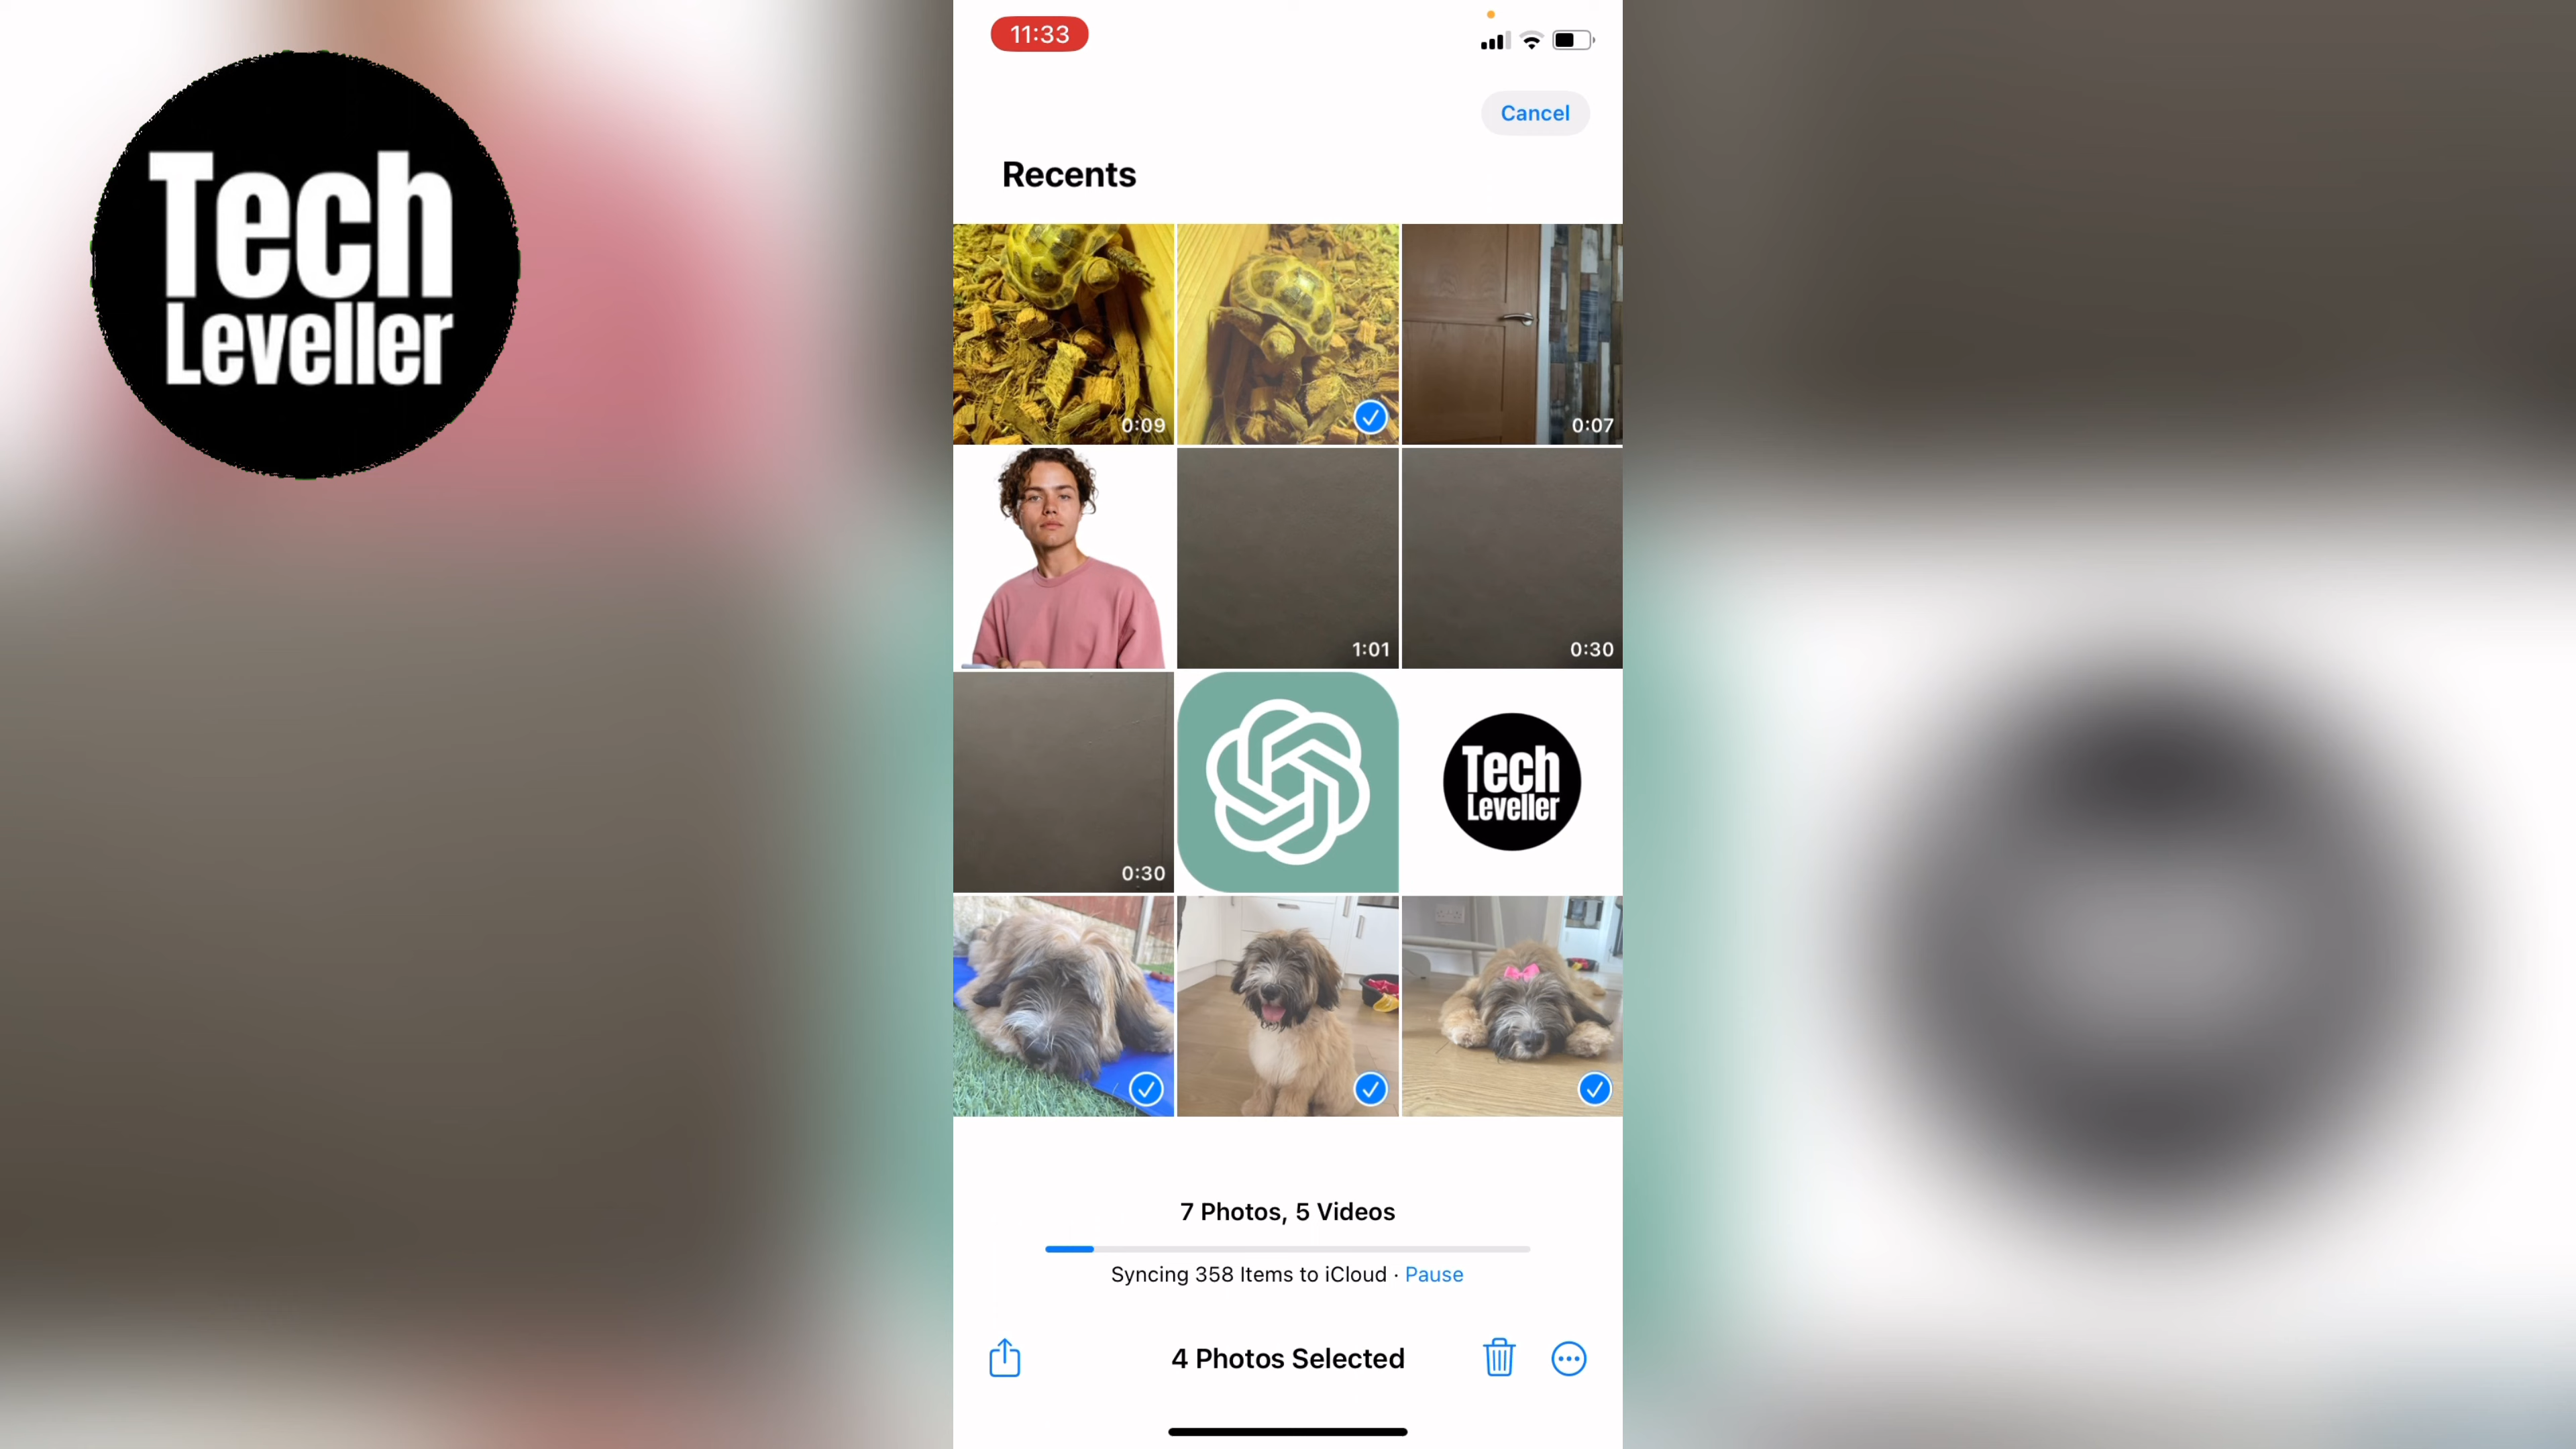 Tech
Leveller
11:33
Cancel
Recents
0:09
0:07
1:01
0:30
0:30
Tech
Leveller
7 Photos, 5 Videos
Syncing 358 Items to iCloud · Pause
4 Photos Selected